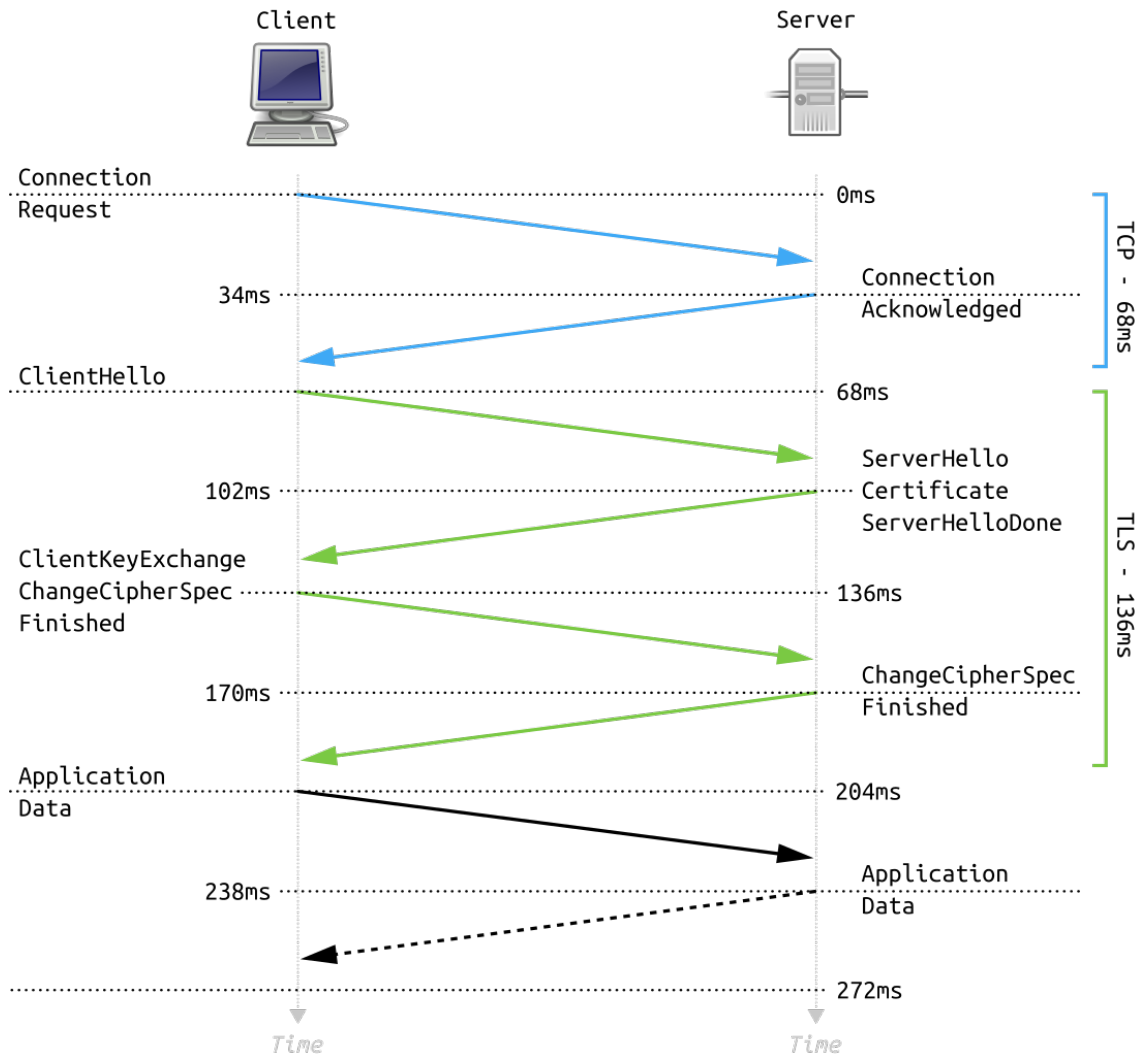 Client
Server
Connection
Request
0ms
TCP - 68ms
34ms
Connection
Acknowledged
ClientHello
68ms
102ms
ServerHello
Certificate
ServerHelloDone
TLS - 136ms
ClientKeyExchange
ChangeCipherSpec
Finished
136ms
170ms
ChangeCipherSpec
Finished
Application
Data
204ms
238ms
Application
Data
272ms
Time
Time